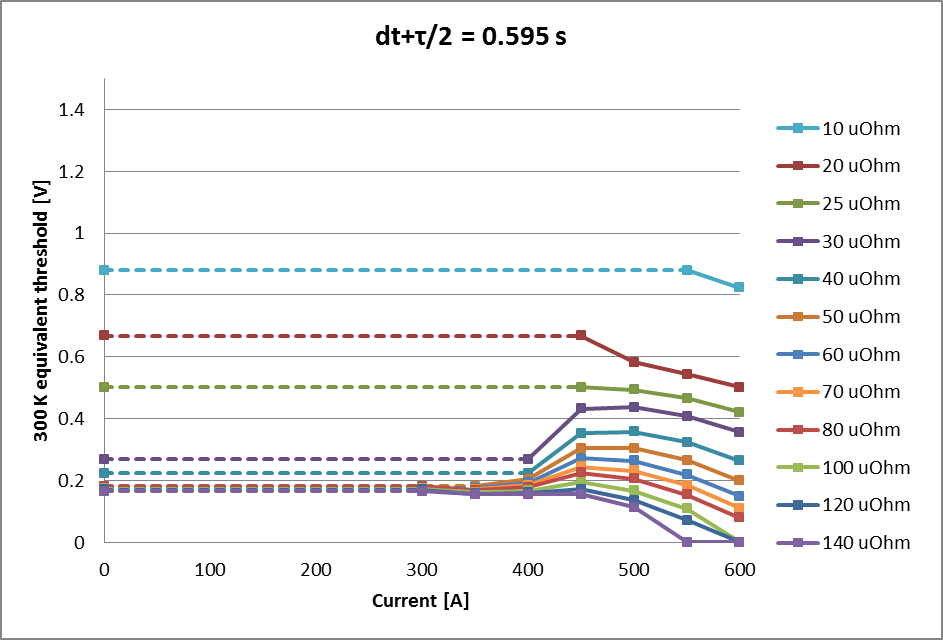 dt+τ/2 = 0.595 s
300 K equivalent threshold [V]
1.4
1.2
1
0.8
0.6
0.4
0.2
0
0 100 200 300 400 500 600
Current [A]
10 uOhm
20 uOhm
25 uOhm
30 uOhm
40 uOhm
50 uOhm
60 uOhm
70 uOhm
80 uOhm
100 uOhm
120 uOhm
140 uOhm